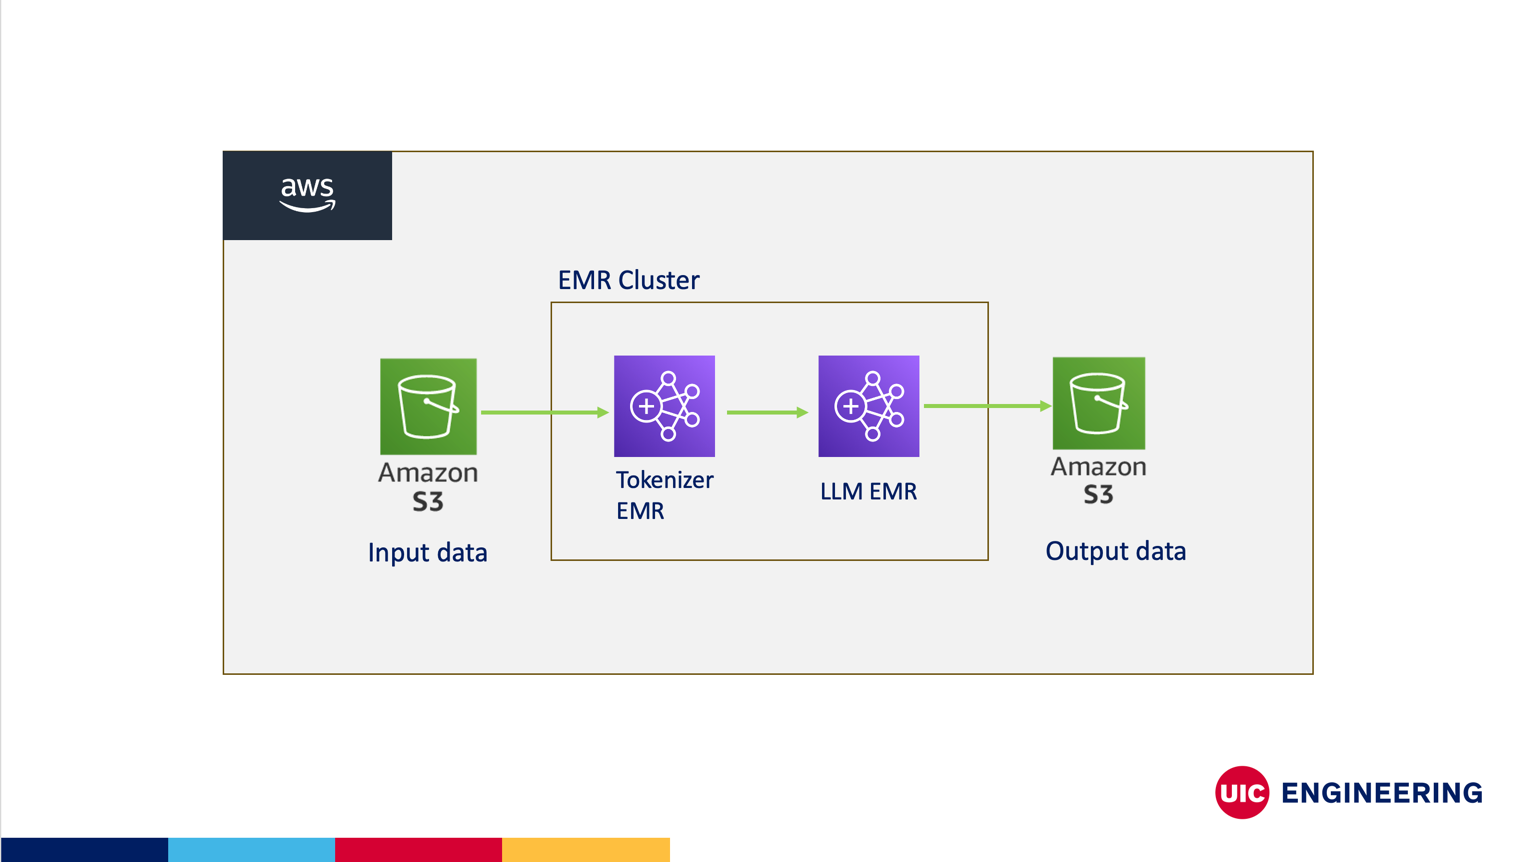 aws
EMR Cluster
Amazon
S3
Input data
Tokenizer
EMR
LLM EMR
Amazon
S3
Output data
UIC ENGINEERING